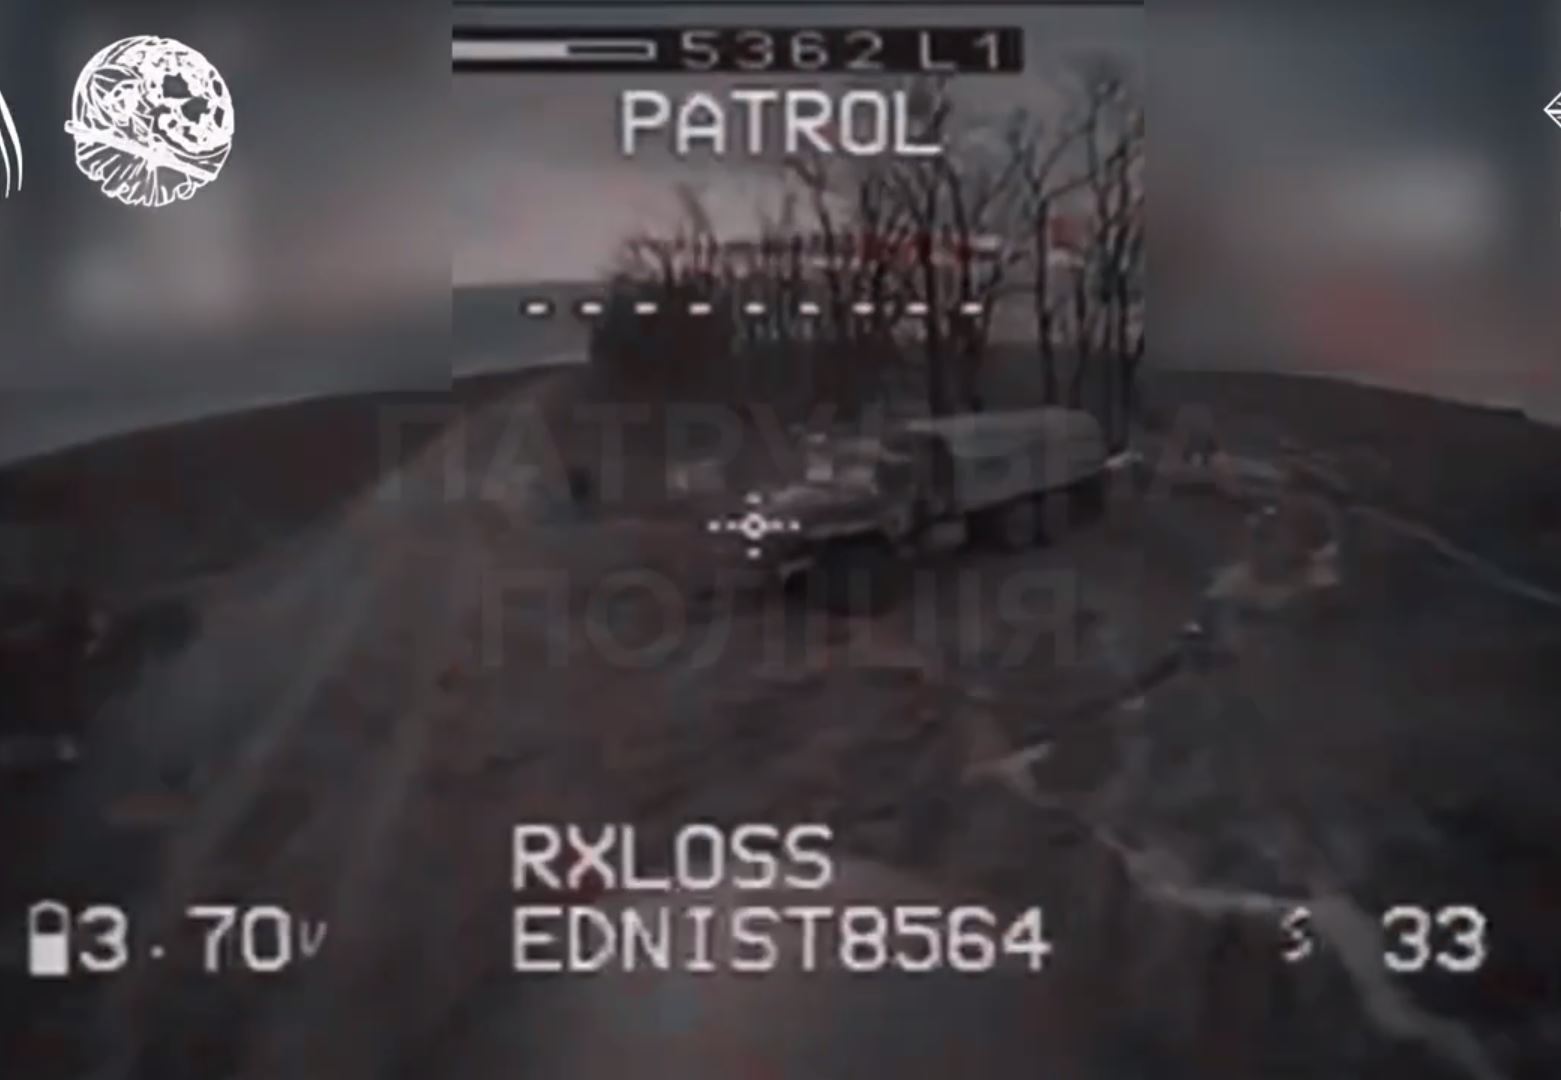 5362 L1
PATROL
ПАТРУЛЬНА
ПОЛІЦІЯ
RXLOSS
EDNIST8564
3.70V
33